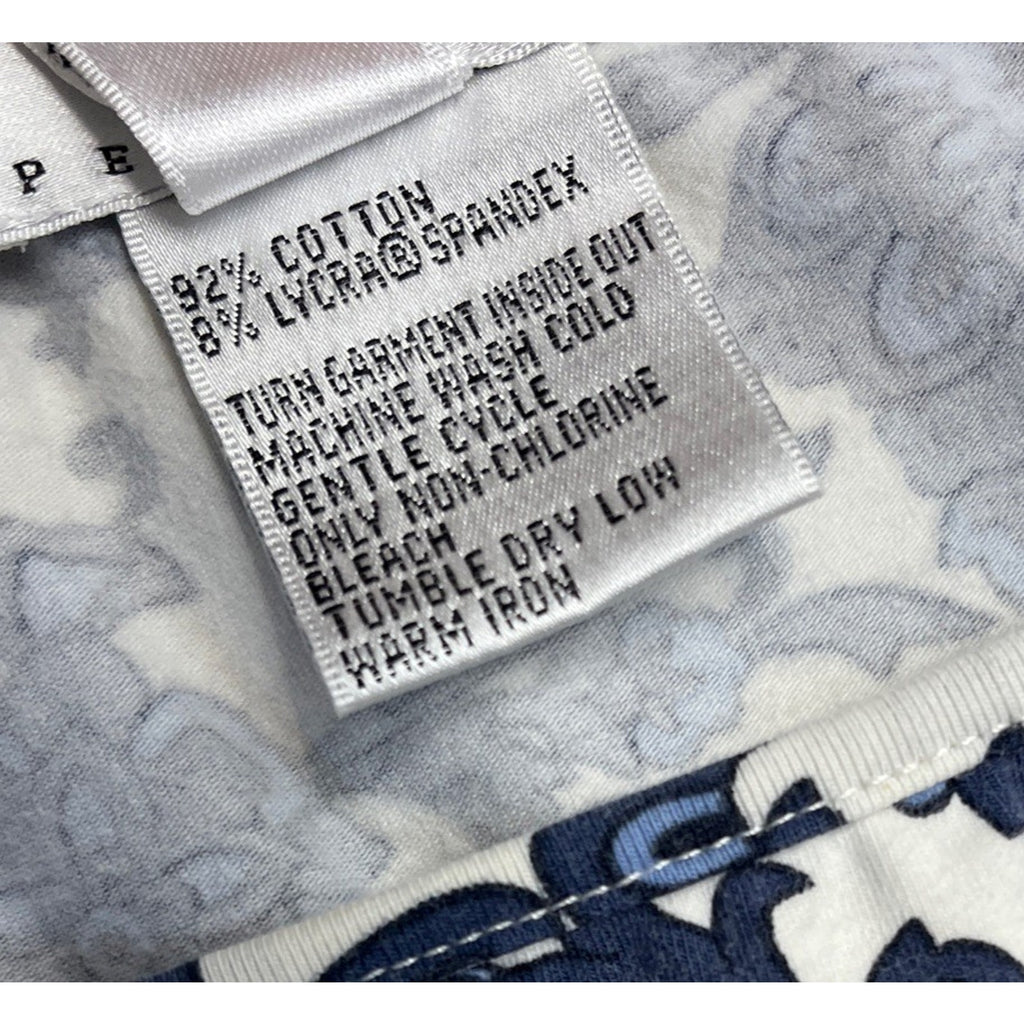 P E
92% COTTON
8% LYCRA®SPANDEX
TURN GARMENT INSIDE OUT
MACHINE WASH COLD
GENTLE CYCLE
ONLY NON-CHLORINE
BLEACH
TUMBLE DRY LOW
WARM IRON